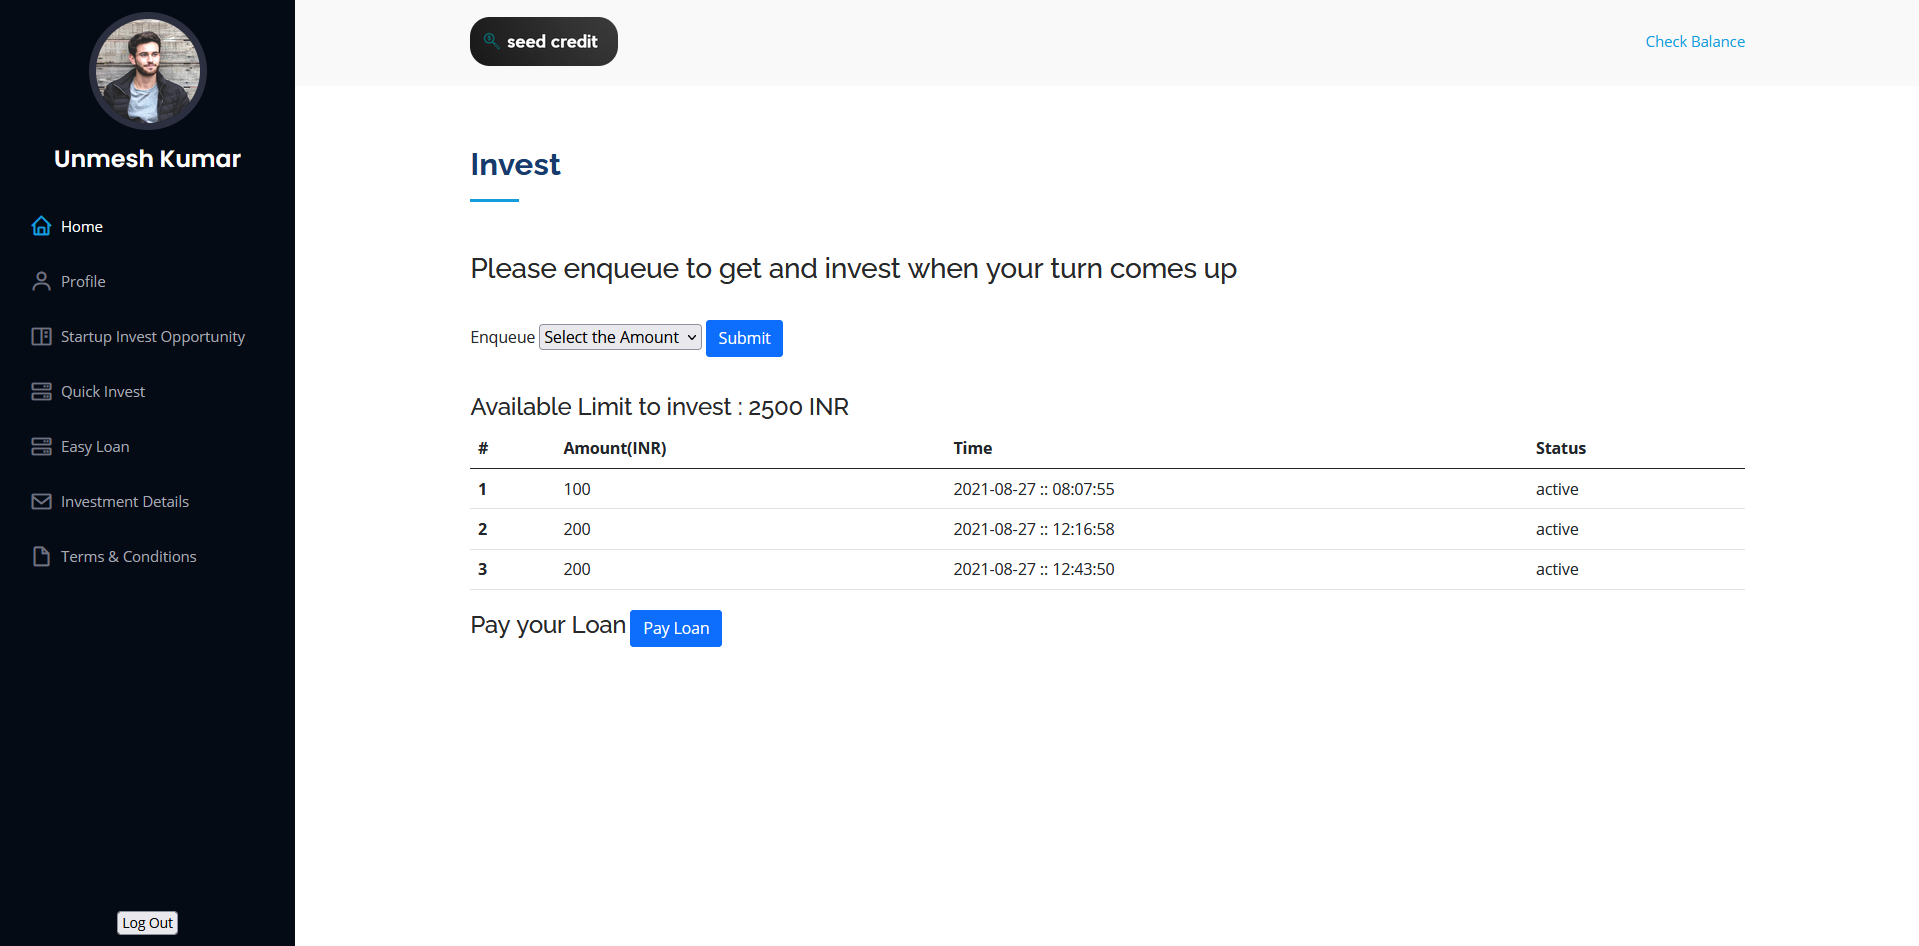 Unmesh Kumar
Home
Profile
Startup Invest Opportunity
Quick Invest
Easy Loan
Investment Details
Terms & Conditions
Log Out
seed credit
Check Balance
Invest
Please enqueue to get and invest when your turn comes up
Enqueue Select the Amount Submit
Available Limit to invest : 2500 INR
# Amount(INR) Time Status
1 100 2021-08-27 :: 08:07:55 active
2 200 2021-08-27 :: 12:16:58 active
3 200 2021-08-27 :: 12:43:50 active
Pay your Loan Pay Loan